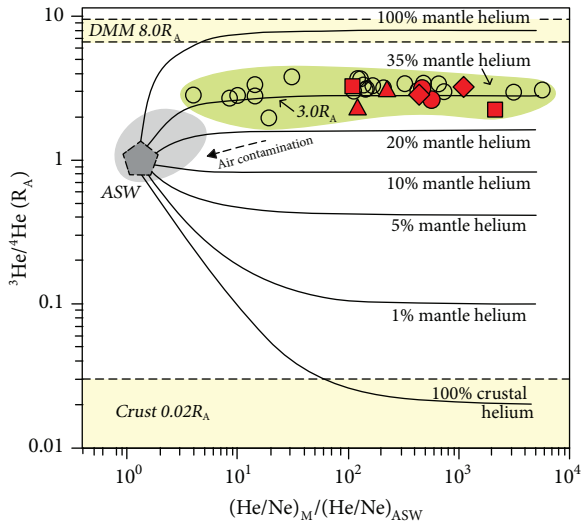 10
100% mantle helium
DMM 8.0R_A
35% mantle helium
3.0R_A
Air contamination
20% mantle helium
1
ASW
10% mantle helium
5% mantle helium
³He/⁴He (R_A)
0.1
1% mantle helium
100% crustal
helium
Crust 0.02R_A
0.01
10⁰
10¹
10²
10³
10⁴
(He/Ne)_M/(He/Ne)_ASW